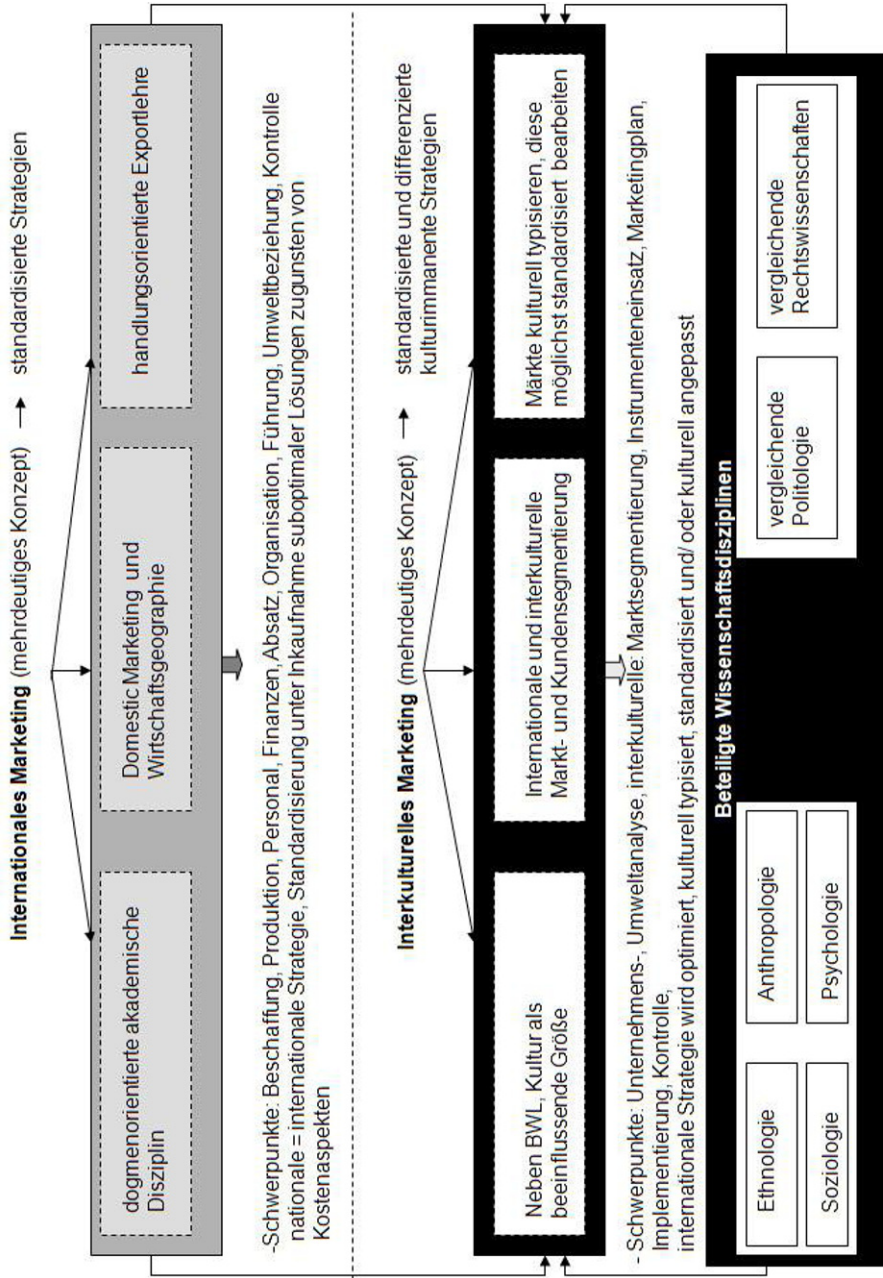 Internationales Marketing (mehrdeutiges Konzept) → standardisierte Strategien
dogmenorientierte akademische
Disziplin
Domestic Marketing und
Wirtschaftsgeographie
handlungsorientierte Exportlehre
-Schwerpunkte: Beschaffung, Produktion, Personal, Finanzen, Absatz, Organisation, Führung, Umweltbeziehung, Kontrolle
nationale = internationale Strategie, Standardisierung unter Inkaufnahme suboptimaler Lösungen zugunsten von
Kostenaspekten
Interkulturelles Marketing (mehrdeutiges Konzept) → standardisierte und differenzierte
kulturimmanente Strategien
Neben BWL, Kultur als
beeinflussende Größe
Internationale und interkulturelle
Markt- und Kundensegmentierung
Märkte kulturell typisieren, diese
möglichst standardisiert bearbeiten
- Schwerpunkte: Unternehmens-, Umweltanalyse, interkulturelle: Marktsegmentierung, Instrumenteneinsatz, Marketingplan,
Implementierung, Kontrolle,
internationale Strategie wird optimiert, kulturell typisiert, standardisiert und/ oder kulturell angepasst
Beteiligte Wissenschaftsdisziplinen
Ethnologie
Anthropologie
Soziologie
Psychologie
vergleichende
Politologie
vergleichende
Rechtswissenschaften